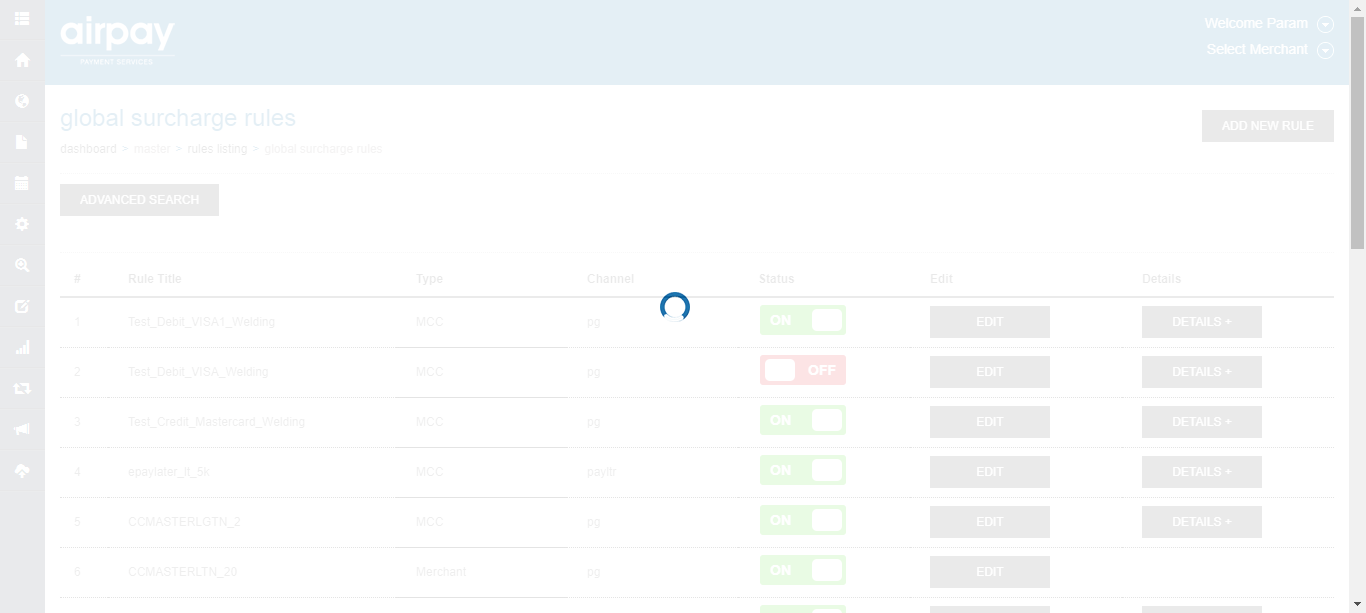 airpay
PAYMENT SERVICES
Welcome Param
Select Merchant
global surcharge rules
ADD NEW RULE
dashboard > master > rules listing > global surcharge rules
ADVANCED SEARCH
# Rule Title Type Channel Status Edit Details
1 Test_Debit_VISA1_Welding MCC pg ON EDIT DETAILS +
2 Test_Debit_VISA_Welding MCC pg OFF EDIT DETAILS +
3 Test_Credit_Mastercard_Welding MCC pg ON EDIT DETAILS +
4 epaylater_lt_5k MCC payltr ON EDIT DETAILS +
5 CCMASTERLGTN_2 MCC pg ON EDIT DETAILS +
6 CCMASTERLTN_20 Merchant pg ON EDIT